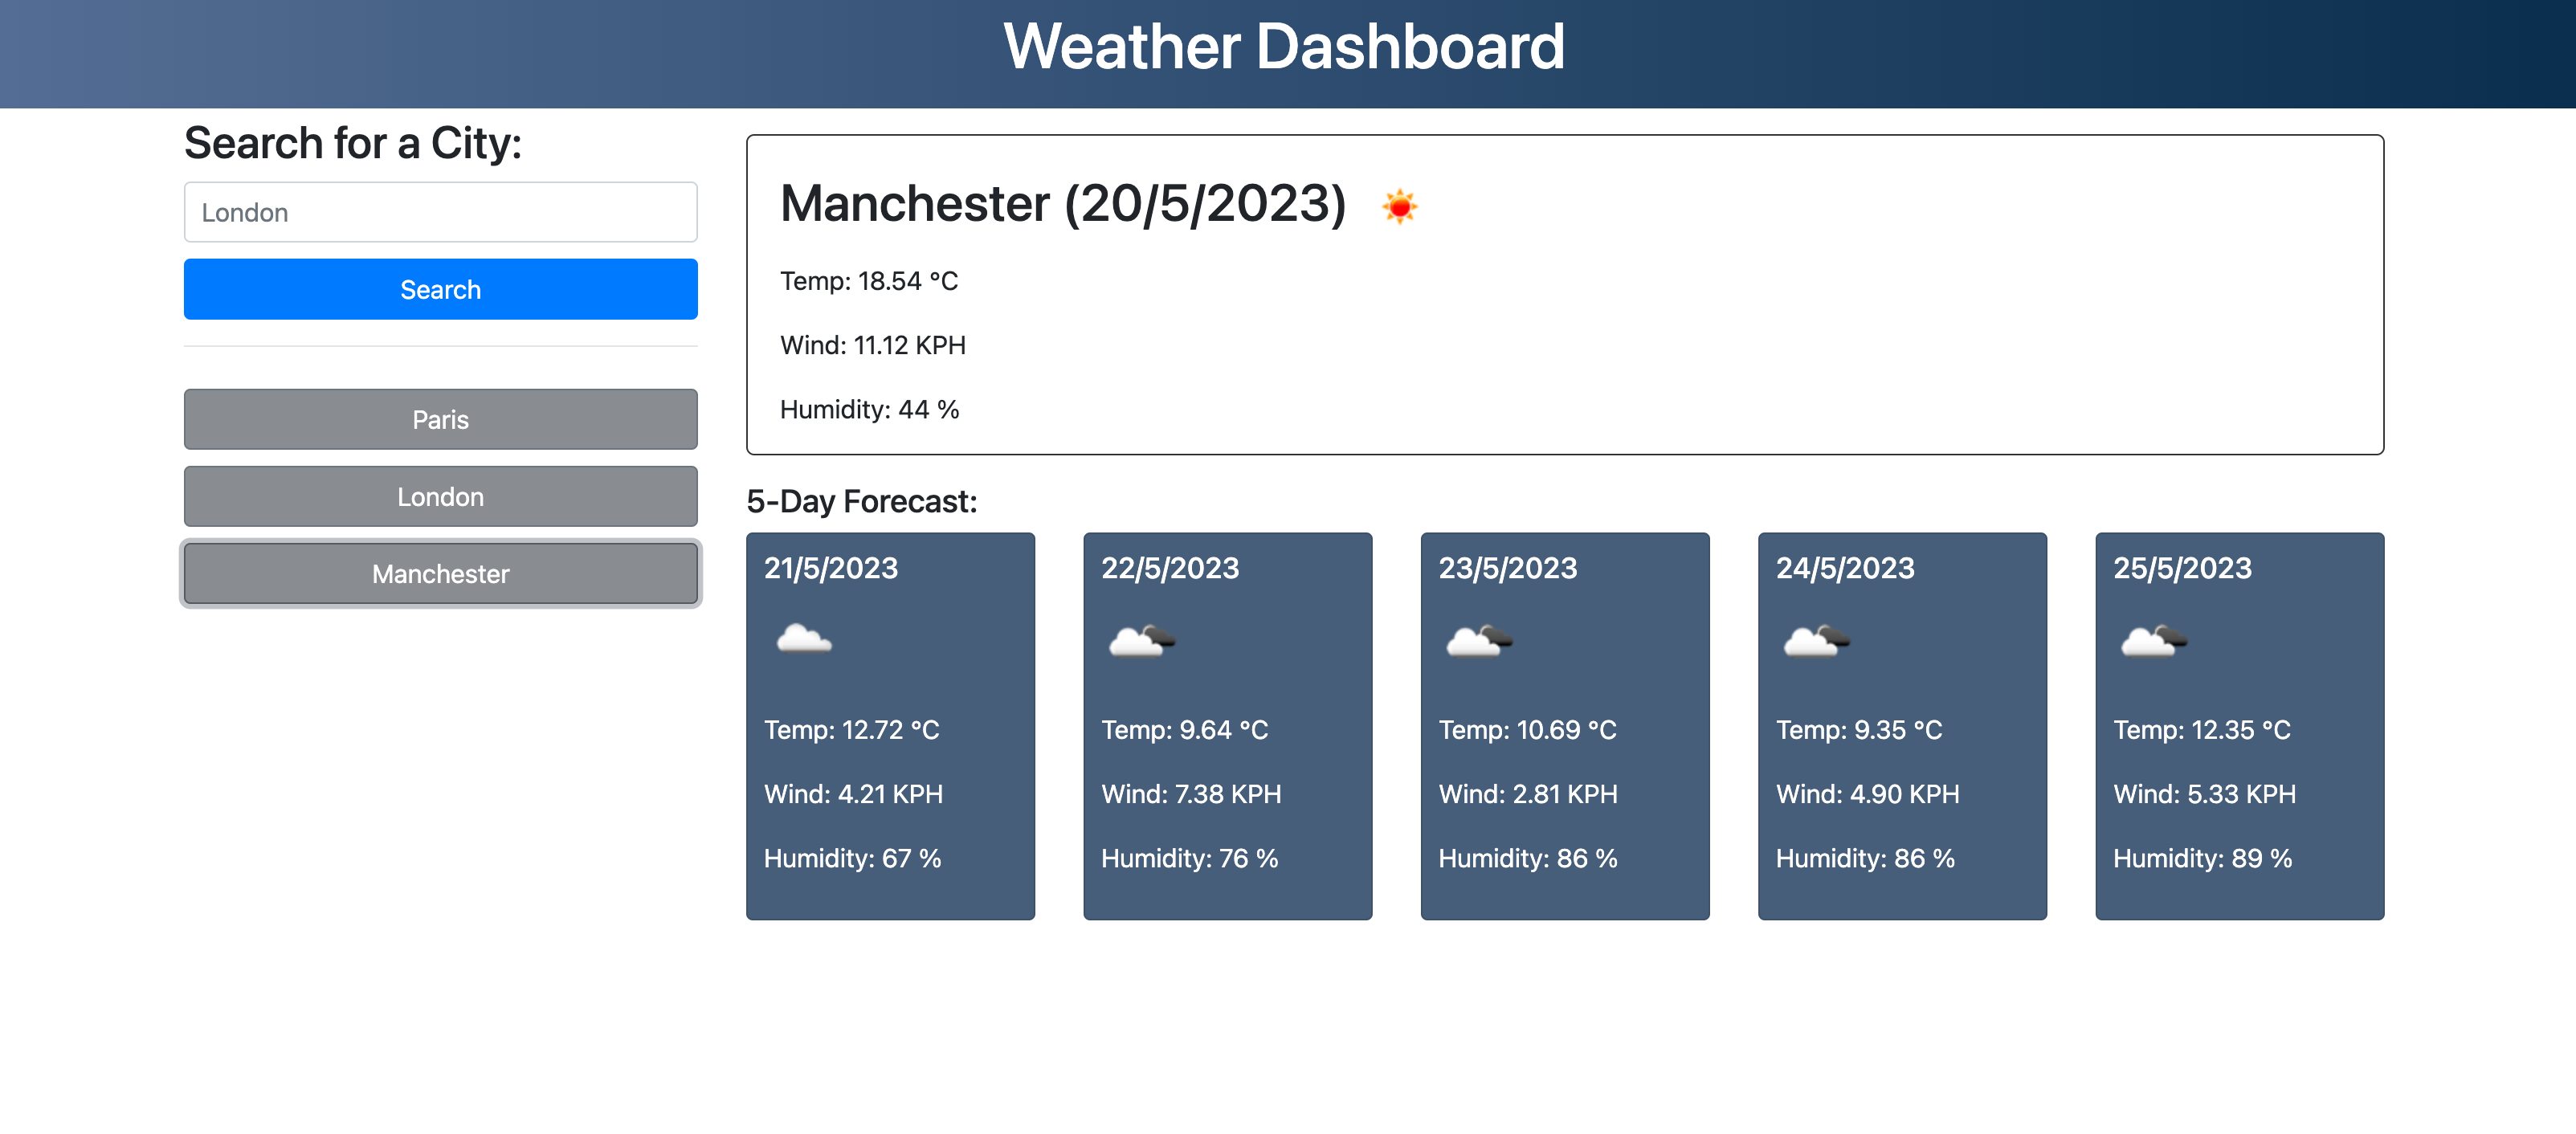 Weather Dashboard
Search for a City:
London
Search
Paris
London
Manchester
Manchester (20/5/2023)
Temp: 18.54 °C
Wind: 11.12 KPH
Humidity: 44 %
5-Day Forecast:
21/5/2023
Temp: 12.72 °C
Wind: 4.21 KPH
Humidity: 67 %
22/5/2023
Temp: 9.64 °C
Wind: 7.38 KPH
Humidity: 76 %
23/5/2023
Temp: 10.69 °C
Wind: 2.81 KPH
Humidity: 86 %
24/5/2023
Temp: 9.35 °C
Wind: 4.90 KPH
Humidity: 86 %
25/5/2023
Temp: 12.35 °C
Wind: 5.33 KPH
Humidity: 89 %